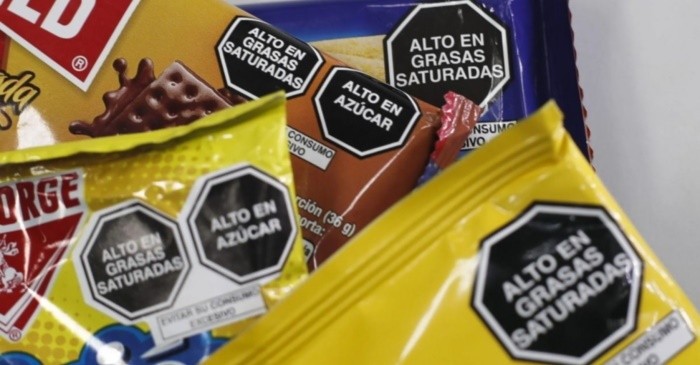 ED
®
ALTO EN
GRASAS
SATURADAS
ALTO EN
AZÚCAR
CONSUMO
ALTO EN
GRASAS
SATURADAS
CONSUMO
(36 g)
porta:
ORGE
®
ALTO EN
GRASAS
SATURADAS
ALTO EN
AZÚCAR
EVITAR SU CONSUMO
EXCESIVO
ALTO EN
GRASAS
SATURADAS